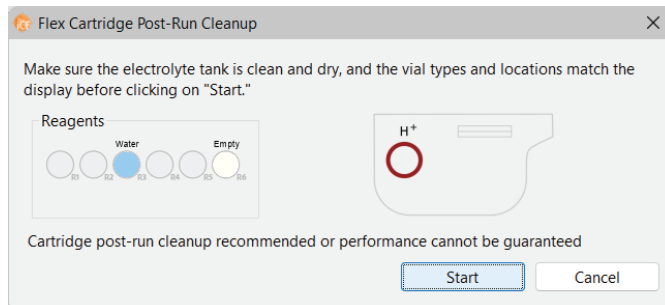 Flex Cartridge Post-Run Cleanup
Make sure the electrolyte tank is clean and dry, and the vial types and locations match the
display before clicking on "Start."
Reagents
Water Empty
R1 R2 R3 R4 R5 R6
H+
Cartridge post-run cleanup recommended or performance cannot be guaranteed
Start Cancel